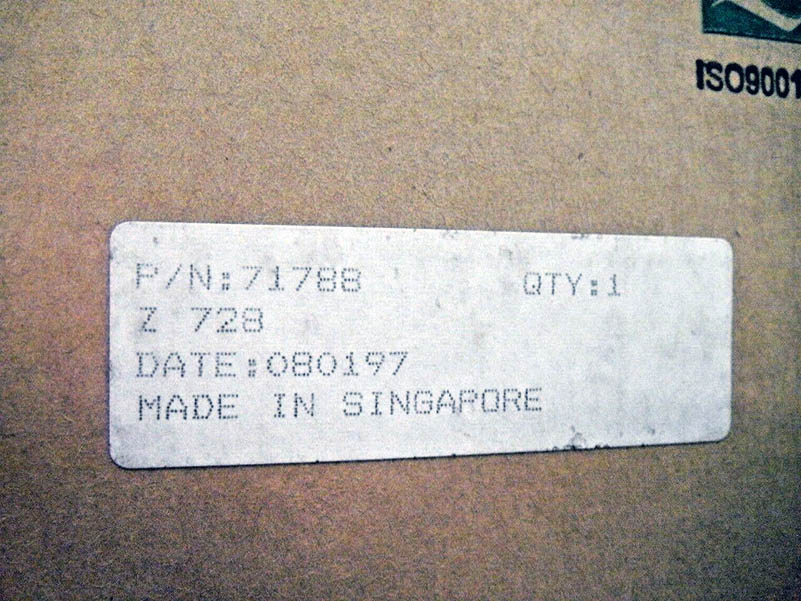 ISO9001
P/N:71788 QTY:1
Z 728
DATE:080197
MADE IN SINGAPORE